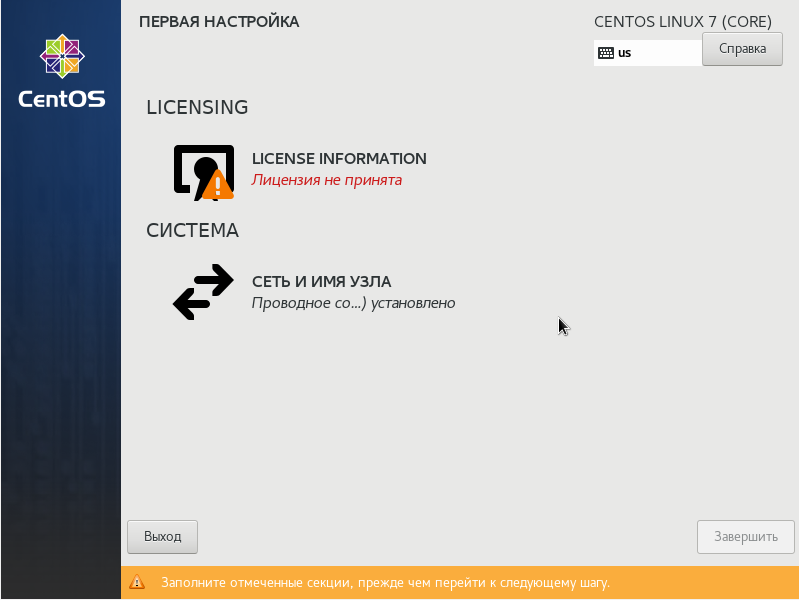 ПЕРВАЯ НАСТРОЙКА
CENTOS LINUX 7 (CORE)
us
Справка
CentOS
LICENSING
LICENSE INFORMATION
Лицензия не принята
СИСТЕМА
СЕТЬ И ИМЯ УЗЛА
Проводное со...) установлено
Выход
Завершить
Заполните отмеченные секции, прежде чем перейти к следующему шагу.